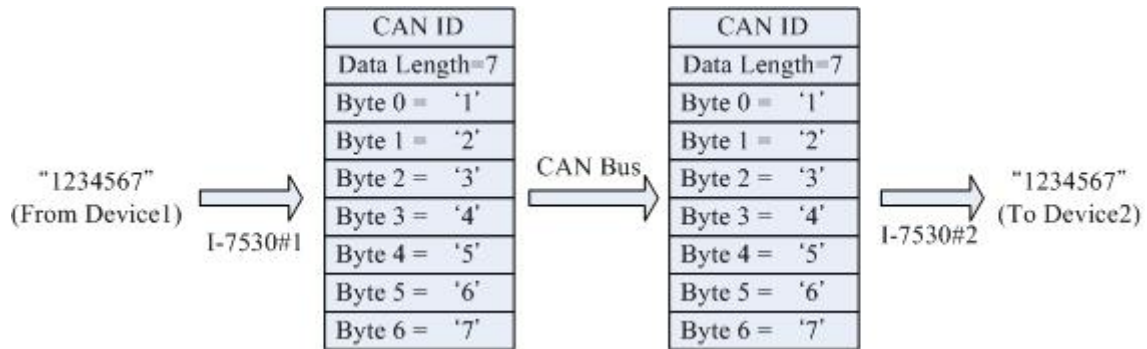 "1234567"
(From Device1)
I-7530#1
CAN ID
Data Length=7
Byte 0 = ‘1’
Byte 1 = ‘2’
Byte 2 = ‘3’
Byte 3 = ‘4’
Byte 4 = ‘5’
Byte 5 = ‘6’
Byte 6 = ‘7’
CAN Bus
CAN ID
Data Length=7
Byte 0 = ‘1’
Byte 1 = ‘2’
Byte 2 = ‘3’
Byte 3 = ‘4’
Byte 4 = ‘5’
Byte 5 = ‘6’
Byte 6 = ‘7’
I-7530#2
"1234567"
(To Device2)